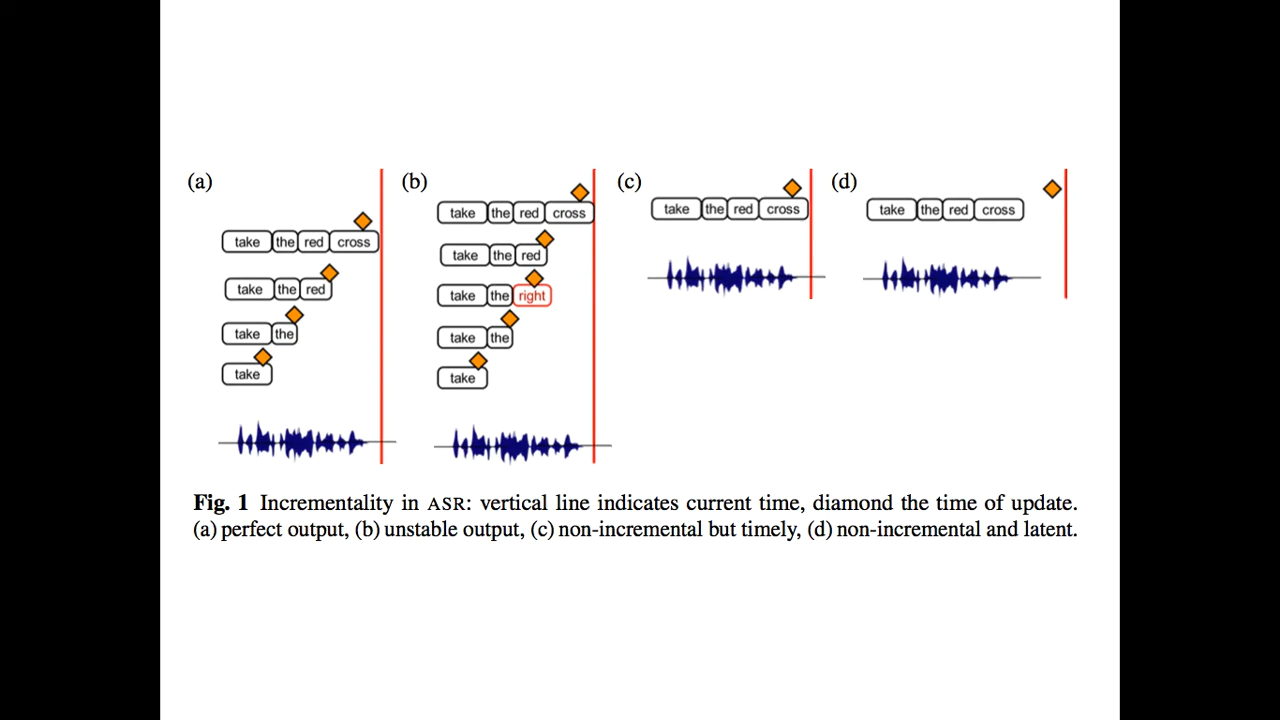 (a)
take the red cross
take the red
take the
take
(b)
take the red cross
take the red
take the right
take the
take
(c)
take the red cross
(d)
take the red cross
Fig. 1 Incrementality in ASR: vertical line indicates current time, diamond the time of update.
(a) perfect output, (b) unstable output, (c) non-incremental but timely, (d) non-incremental and latent.